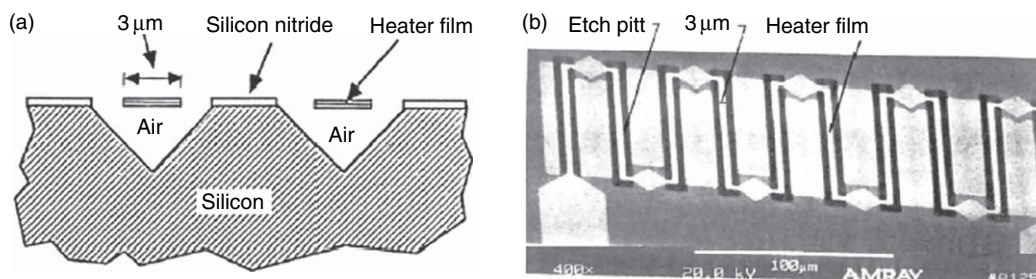 (a)
3 µm
Silicon nitride
Heater film
Air
Air
Silicon
(b)
Etch pitt
3 µm
Heater film
400x
20.0 kV
100µm
AMRAY